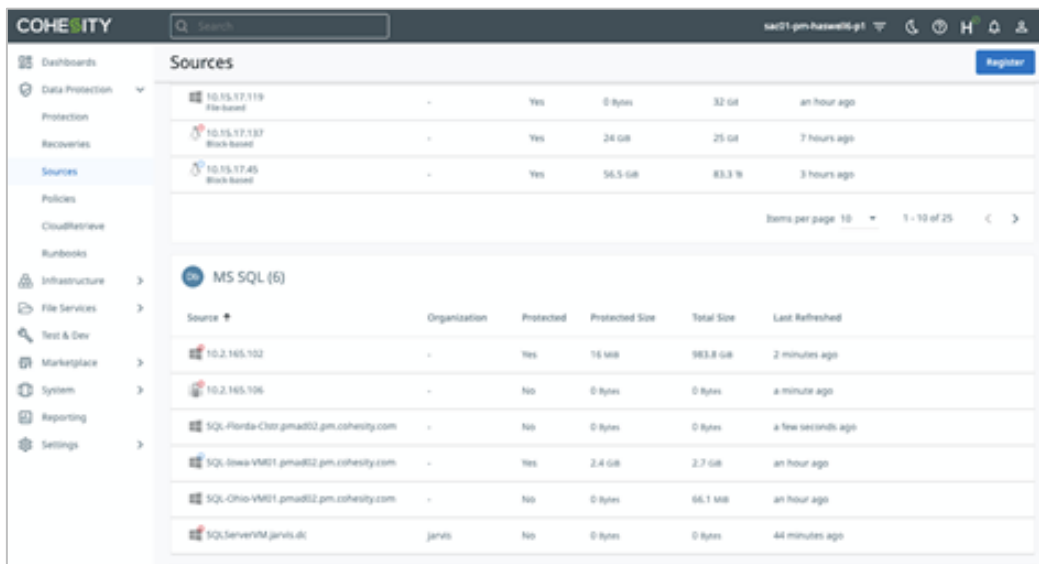 COHESITY
Search
sac01-pm-haswell6-p1
H
Dashboards
Data Protection
Protection
Recoveries
Sources
Policies
CloudRetrieve
Runbooks
Infrastructure
File Services
Test & Dev
Marketplace
System
Reporting
Settings
Sources
Register
10.15.17.119 - Yes 0 Bytes 32 GiB an hour ago
File-based
10.15.17.137 - Yes 24 GiB 25 GiB 7 hours ago
Block-based
10.15.17.45 - Yes 56.5 GiB 83.3 an hours ago
Block-based
Items per page 10 1 - 10 of 25
Db MS SQL (6)
Source Organization Protected Protected Size Total Size Last Refreshed
10.2.165.102 - Yes 16 MiB 983.8 GiB 2 minutes ago
10.2.165.106 - No 0 Bytes 0 Bytes a minute ago
SQL-Florda-Clstr.pmad02.pm.cohesity.com - No 0 Bytes 0 Bytes a few seconds ago
SQL-Iowa-VM01.pmad02.pm.cohesity.com - Yes 2.4 GiB 2.7 GiB an hour ago
SQL-Ohio-VM01.pmad02.pm.cohesity.com - No 0 Bytes 66.1 MiB an hour ago
SQLServerVM.jarvis.dc jarvis No 0 Bytes 0 Bytes 44 minutes ago